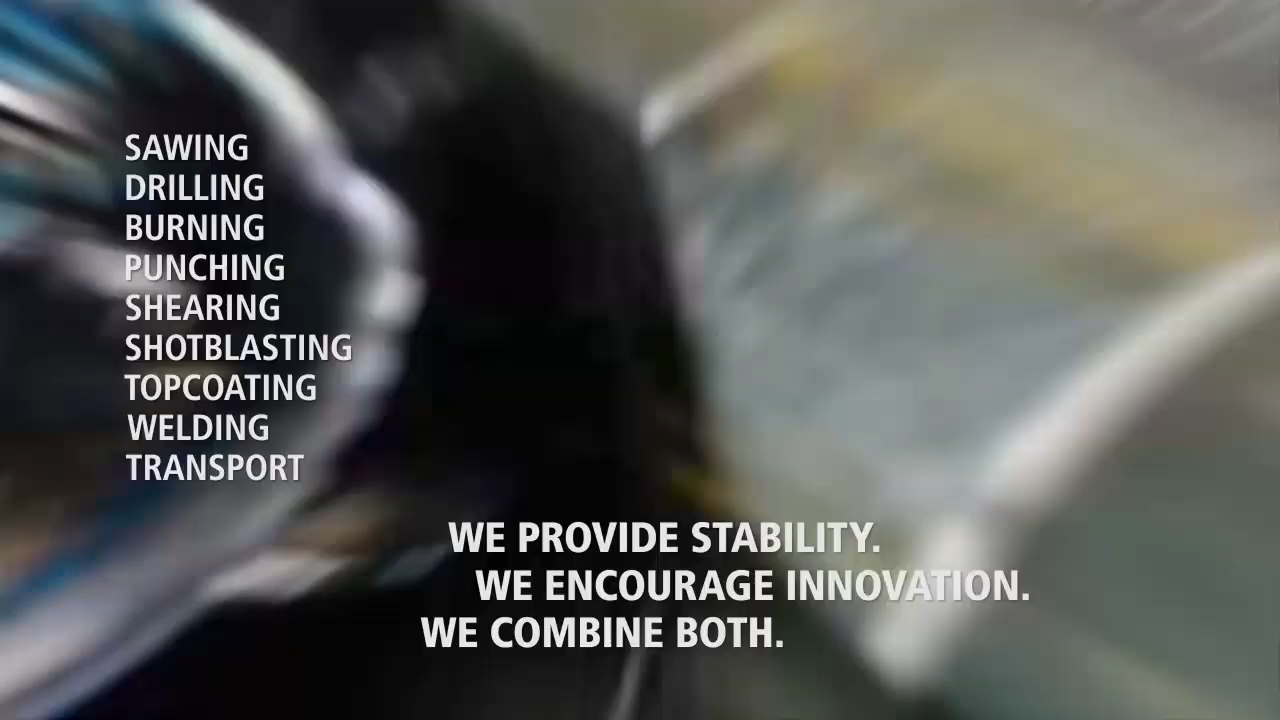 SAWING
DRILLING
BURNING
PUNCHING
SHEARING
SHOTBLASTING
TOPCOATING
WELDING
TRANSPORT
WE PROVIDE STABILITY.
WE ENCOURAGE INNOVATION.
WE COMBINE BOTH.